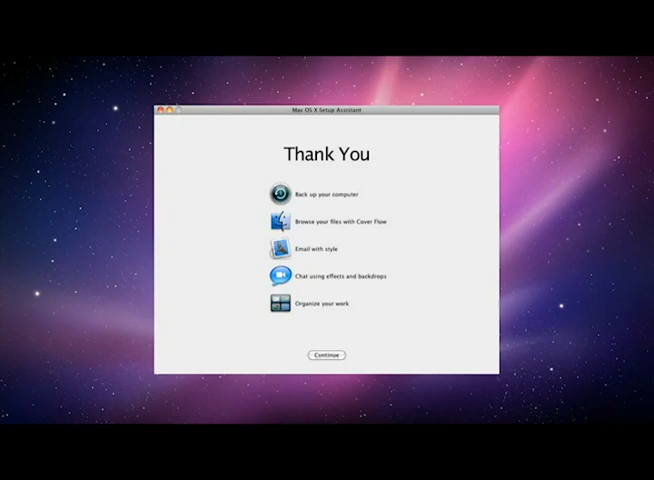 Mac OS X Setup Assistant
Thank You
Back up your computer
Browse your files with Cover Flow
Email with style
Chat using effects and backdrops
Organize your work
Continue